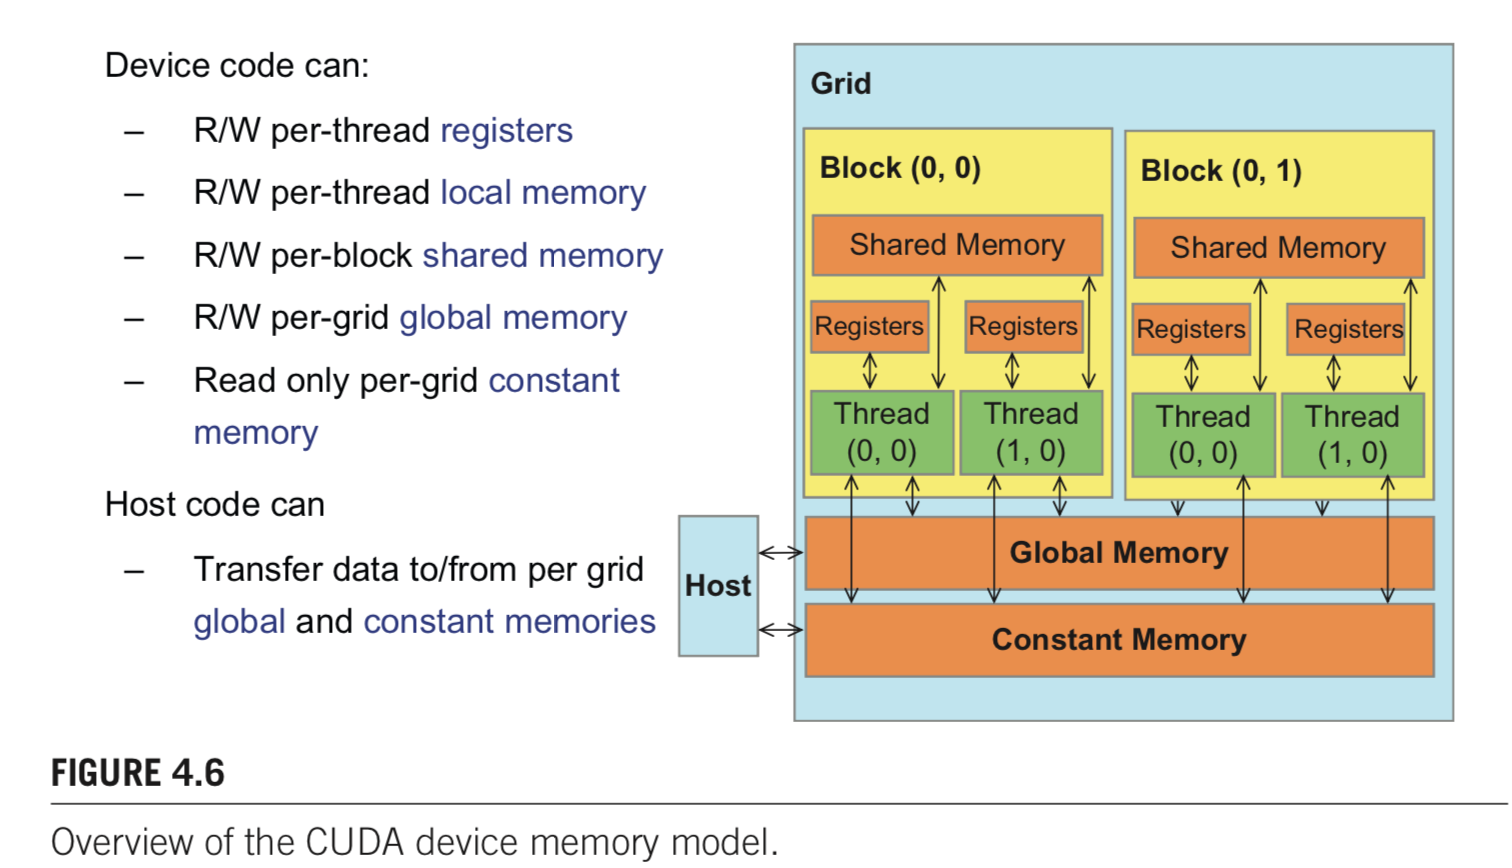 Device code can:
– R/W per-thread registers
– R/W per-thread local memory
– R/W per-block shared memory
– R/W per-grid global memory
– Read only per-grid constant
memory
Host code can
– Transfer data to/from per grid
global and constant memories
Grid
Block (0, 0)
Shared Memory
Registers
Registers
Thread
(0, 0)
Thread
(1, 0)
Block (0, 1)
Shared Memory
Registers
Registers
Thread
(0, 0)
Thread
(1, 0)
Host
Global Memory
Constant Memory
FIGURE 4.6
Overview of the CUDA device memory model.